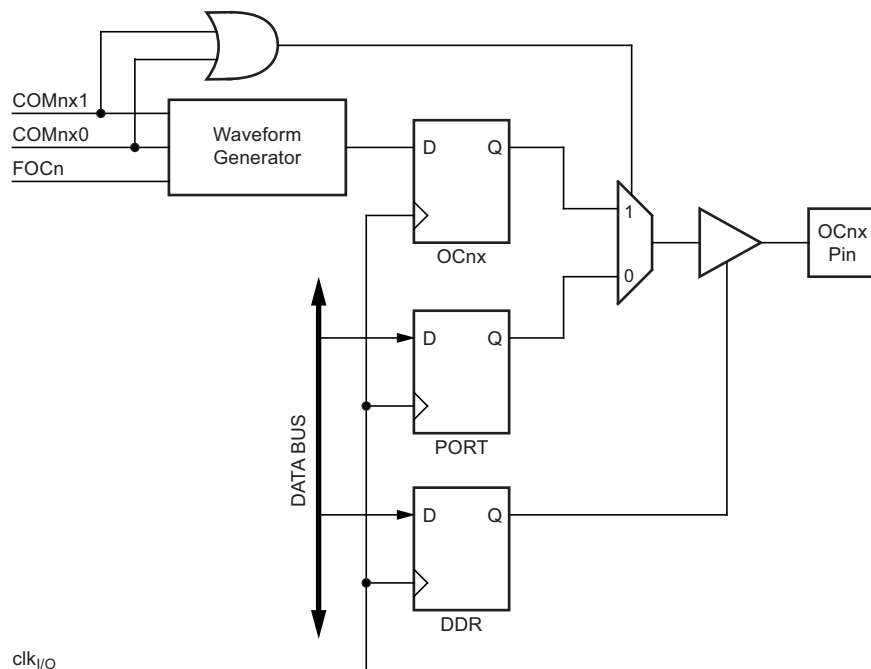 COMnx1
COMnx0
FOCn
Waveform
Generator
D
Q
OCnx
1
0
OCnx
Pin
D
Q
PORT
DATA BUS
D
Q
DDR
clkI/O